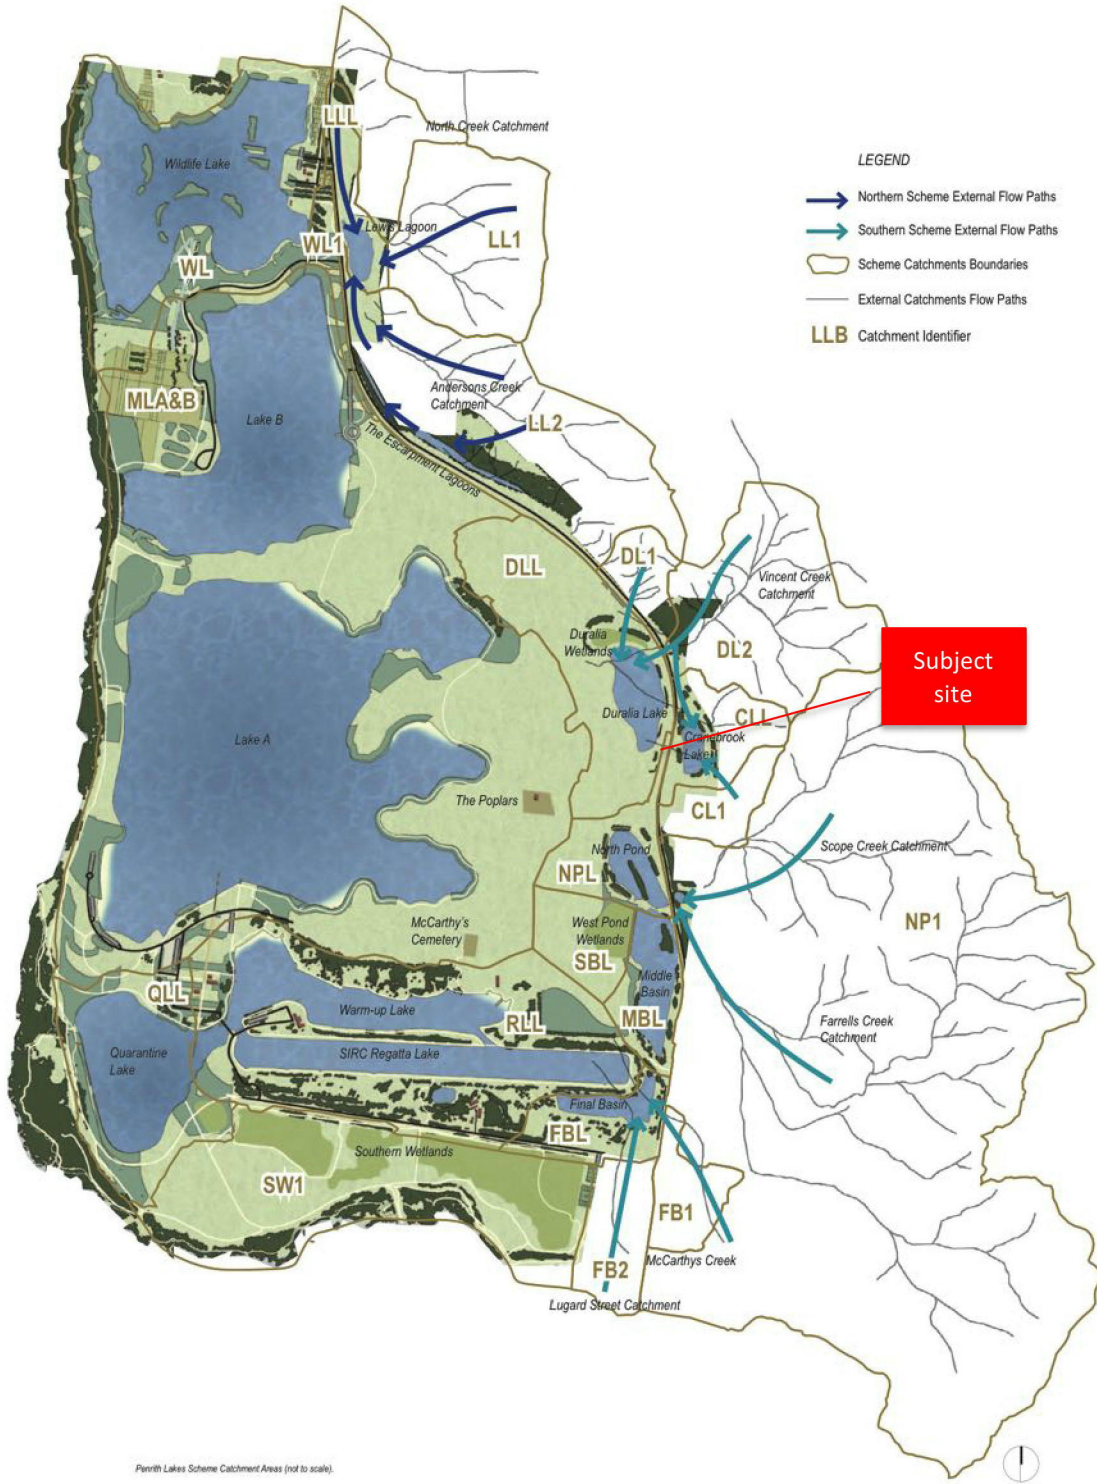 North Creek Catchment
LLL
Wildlife Lake
LEGEND
Northern Scheme External Flow Paths
Southern Scheme External Flow Paths
Scheme Catchments Boundaries
External Catchments Flow Paths
LLB Catchment Identifier
Lewis Lagoon
LL1
WL1
WL
Andersons Creek
Catchment
MLA&B
Lake B
LL2
The Escarpment Lagoons
DLL
DL1
Vincent Creek
Catchment
Duralia
Wetlands
DL2
Subject
site
Duralia Lake
CLL
Cranebrook
Lake
Lake A
The Poplars
CL1
North Pond
Scope Creek Catchment
NPL
NP1
McCarthy's
Cemetery
West Pond
Wetlands
SBL
Middle
Basin
QLL
Warm-up Lake
RLL
MBL
Farrells Creek
Catchment
Quarantine
Lake
SIRC Regatta Lake
Final Basin
FBL
Southern Wetlands
SW1
FB1
FB2
McCarthys Creek
Lugard Street Catchment
Penrith Lakes Scheme Catchment Areas (not to scale).